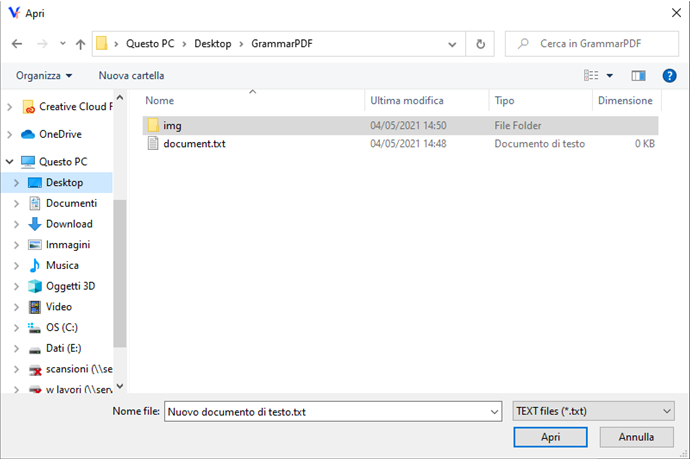 Apri
Questo PC > Desktop > GrammarPDF
Cerca in GrammarPDF
Organizza
Nuova cartella
Nome Ultima modifica Tipo Dimensione
img 04/05/2021 14:50 File Folder
document.txt 04/05/2021 14:48 Documento di testo 0 KB
Creative Cloud F
OneDrive
Questo PC
Desktop
Documenti
Download
Immagini
Musica
Oggetti 3D
Video
OS (C:)
Dati (E:)
scansioni (\\se
w lavori (\\serv
Nome file: Nuovo documento di testo.txt
TEXT files (*.txt)
Apri Annulla